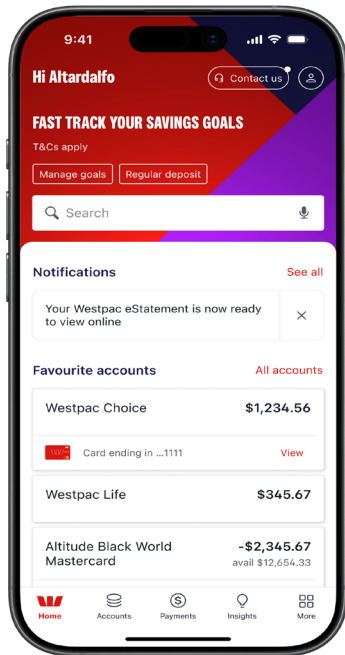 9:41
Hi Altardalfo
Contact us
FAST TRACK YOUR SAVINGS GOALS
T&Cs apply
Manage goals
Regular deposit
Search
Notifications
See all
Your Westpac eStatement is now ready
to view online
Favourite accounts
All accounts
Westpac Choice
$1,234.56
Card ending in ...1111
View
Westpac Life
$345.67
Altitude Black World
Mastercard
-$2,345.67
avail $12,654.33
Home
Accounts
Payments
Insights
More